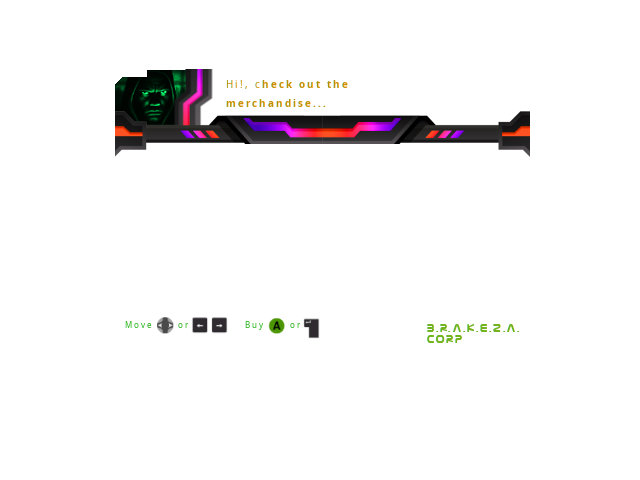 Hi!, check out the
merchandise...
Move or ← → Buy A or
B.R.A.K.E.Z.A.
CORP